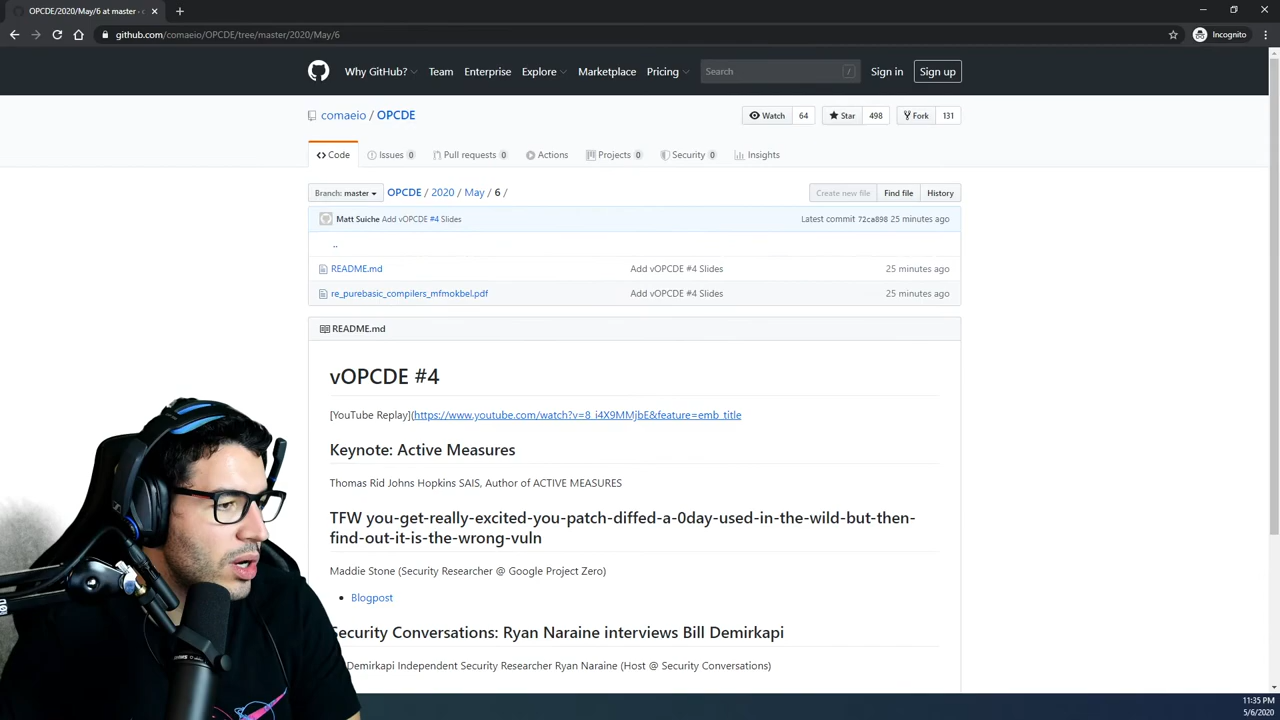 OPCDE/2020/May/6 at master · c
github.com/comaeio/OPCDE/tree/master/2020/May/6
Incognito
Why GitHub? Team Enterprise Explore Marketplace Pricing Search / Sign in Sign up
comaeio / OPCDE Watch 64 Star 498 Fork 131
Code Issues 0 Pull requests 0 Actions Projects 0 Security 0 Insights
Branch: master OPCDE / 2020 / May / 6 / Create new file Find file History
Matt Suiche Add vOPCDE #4 Slides Latest commit 72ca898 25 minutes ago
..
README.md Add vOPCDE #4 Slides 25 minutes ago
re_purebasic_compilers_mfmokbel.pdf Add vOPCDE #4 Slides 25 minutes ago
README.md
vOPCDE #4
[YouTube Replay](https://www.youtube.com/watch?v=8_i4X9MMjbE&feature=emb_title
Keynote: Active Measures
Thomas Rid Johns Hopkins SAIS, Author of ACTIVE MEASURES
TFW you-get-really-excited-you-patch-diffed-a-0day-used-in-the-wild-but-then-
find-out-it-is-the-wrong-vuln
Maddie Stone (Security Researcher @ Google Project Zero)
Blogpost
Security Conversations: Ryan Naraine interviews Bill Demirkapi
Demirkapi Independent Security Researcher Ryan Naraine (Host @ Security Conversations)
11:35 PM
5/6/2020